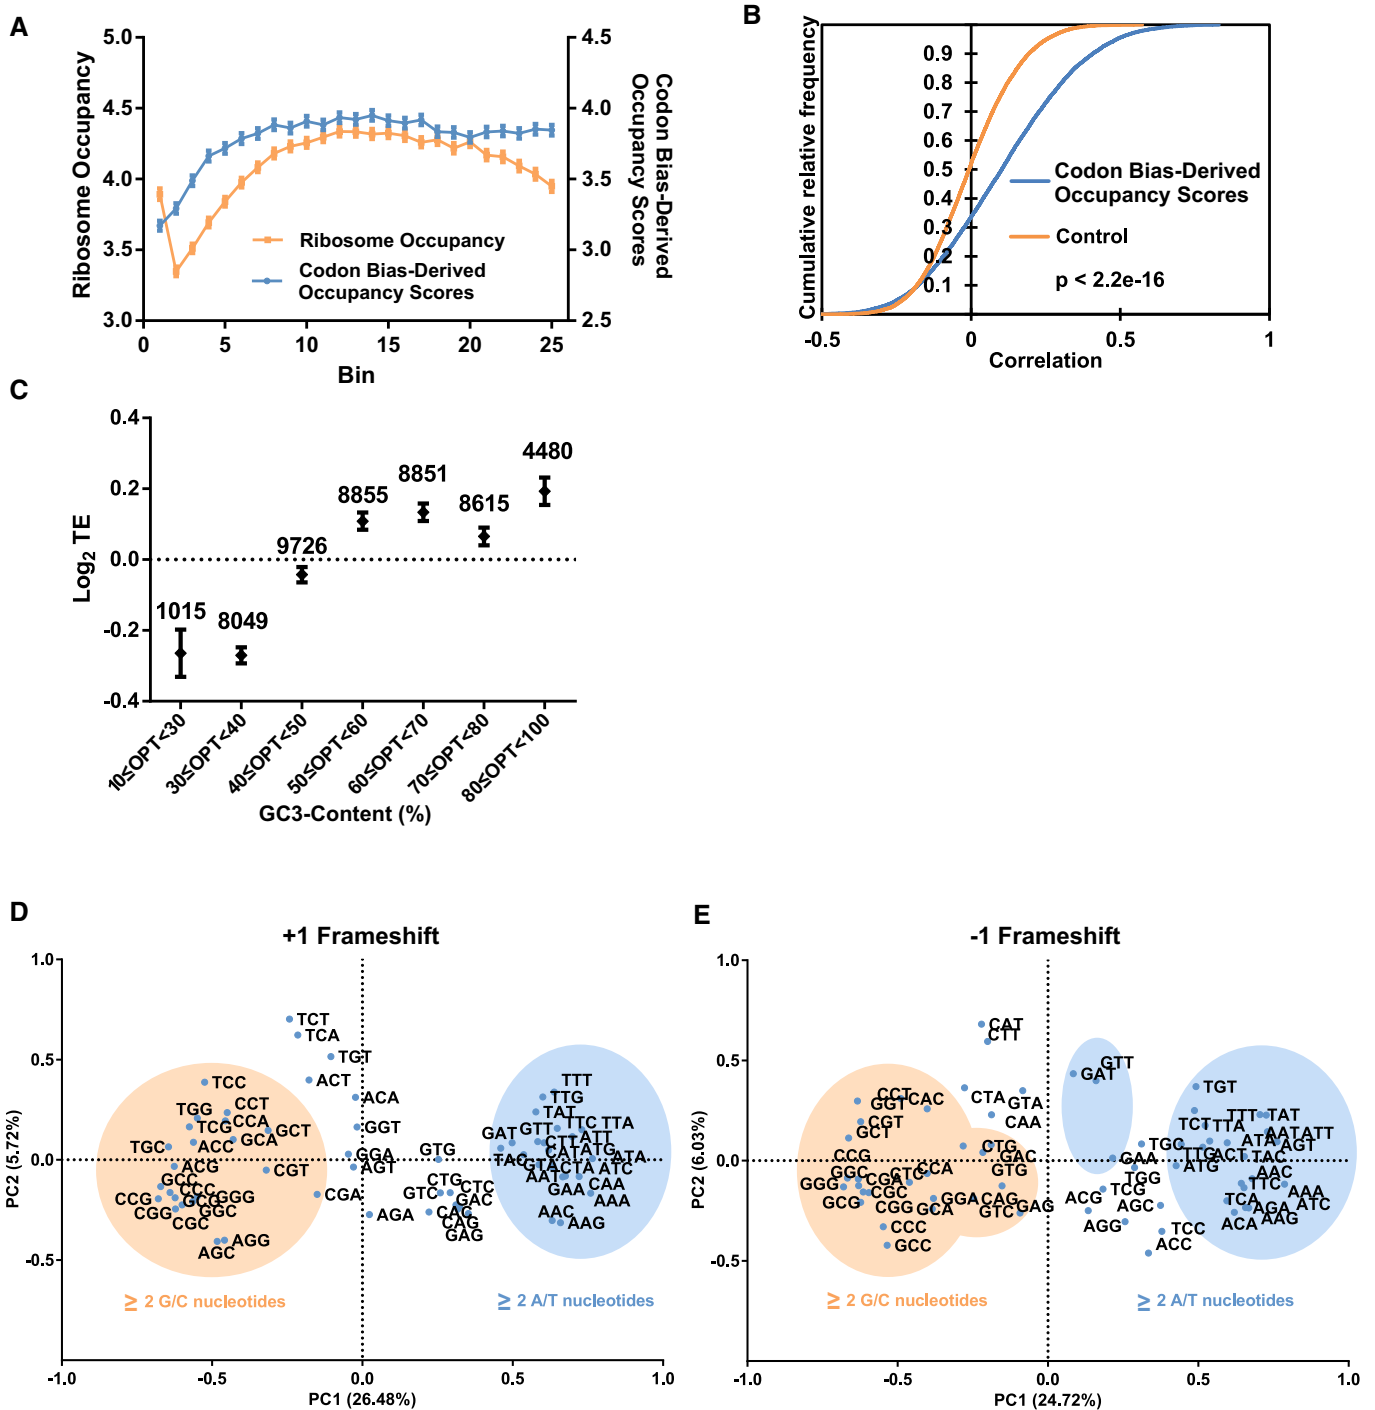 A
5.0
4.5
4.0
3.5
3.0
4.5
4.0
3.5
3.0
2.5
Ribosome Occupancy
Codon Bias-Derived
Occupancy Scores
Ribosome Occupancy
Codon Bias-Derived
Occupancy Scores
0 5 10 15 20 25
Bin
B
Cumulative relative frequency
0.9
0.8
0.7
0.6
0.5
0.4
0.3
0.2
0.1
Codon Bias-Derived
Occupancy Scores
Control
p < 2.2e-16
-0.5 0 0.5 1
Correlation
C
Log2 TE
0.4
0.2
0.0
-0.2
-0.4
1015
8049
9726
8855
8851
8615
4480
10≤OPT<30
30≤OPT<40
40≤OPT<50
50≤OPT<60
60≤OPT<70
70≤OPT<80
80≤OPT<100
GC3-Content (%)
D
+1 Frameshift
PC2 (5.72%)
1.0
0.5
0.0
-0.5
TCT
TCA
TGT
ACT
ACA
GGT
GGA
AGT
CGA
AGA
TCC
TGG
CCT
TCG
CCA
GCT
TGC
ACC
GCA
ACG
CGT
GCC
CCC
CCG
GCG
GGG
CGG
GGC
CGC
AGC
AGG
GTG
CTG
GTC
CTC
GAC
CAC
CAG
GAG
TTT
TTG
TAT
GAT
GTT
TTC
TTA
CTT
ATT
TAC
CAT
ATG
ATA
GTA
CTA
ATC
AAT
GAA
CAA
AAA
AAC
AAG
≥ 2 G/C nucleotides
≥ 2 A/T nucleotides
-1.0 -0.5 0.0 0.5 1.0
PC1 (26.48%)
E
-1 Frameshift
PC2 (6.03%)
1.0
0.5
0.0
-0.5
CAT
CTT
GTT
GAT
CTA
GTA
CAA
CCT
GGT
CAC
CGT
GCT
CCG
GGC
GGG
CGA
CTC
CCA
CTG
GAC
GTG
GCG
CGC
CGG
GCA
GGA
CAG
GTC
GAG
CCC
GCC
TGT
TCT
TTA
TTT
TAT
AAT
ATT
ATA
AGT
TGC
GAA
TTG
ACT
TAC
ATG
TGG
AAC
TCG
TTC
AAA
ACG
AGC
TCA
AGA
ATC
AGG
ACA
AAG
TCC
ACC
≥ 2 G/C nucleotides
≥ 2 A/T nucleotides
-1.0 -0.5 0.0 0.5 1.0
PC1 (24.72%)